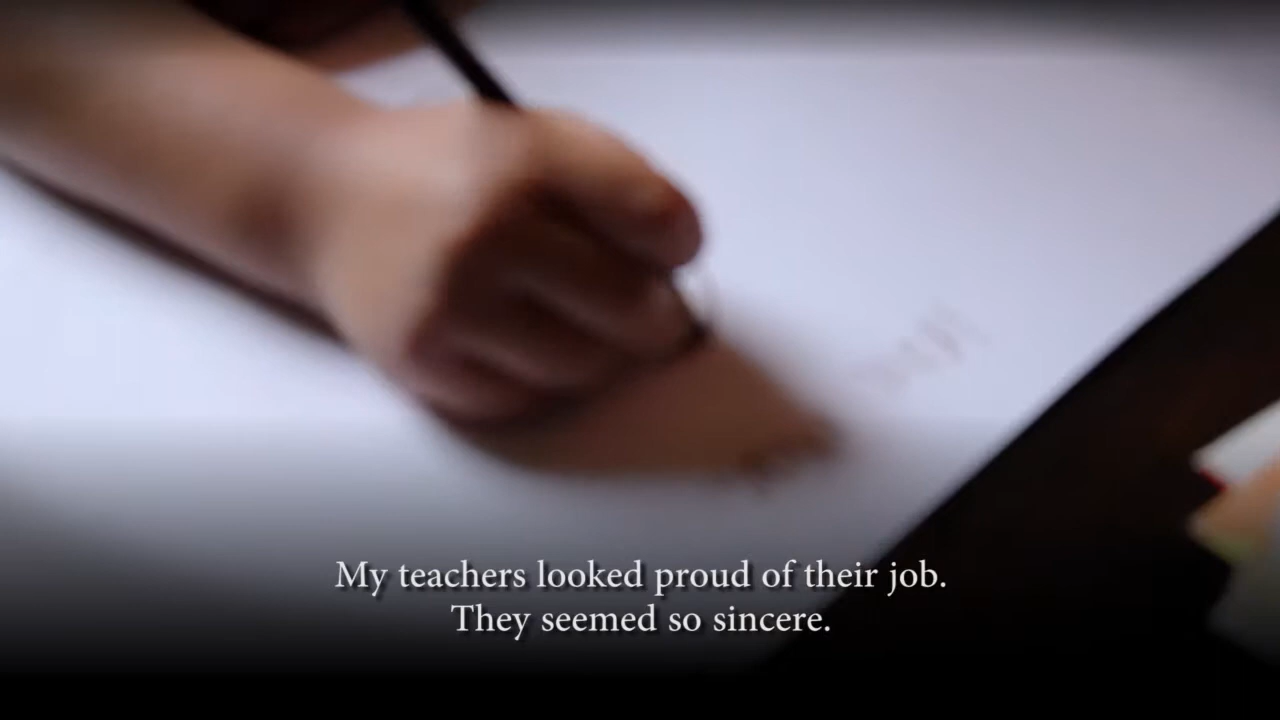 My teachers looked proud of their job.
They seemed so sincere.